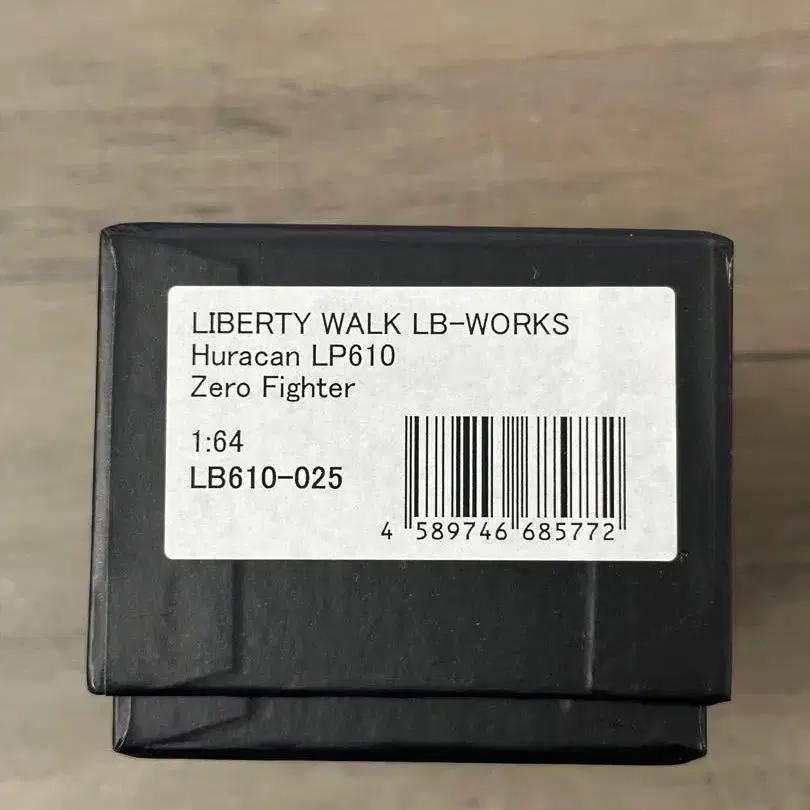 LIBERTY WALK LB-WORKS
Huracan LP610
Zero Fighter
1:64
LB610-025
4 589746 685772